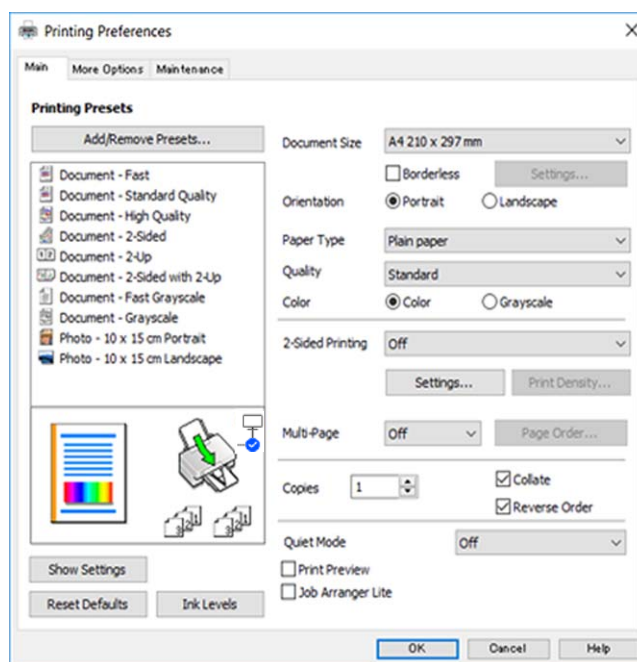 Printing Preferences
Main More Options Maintenance
Printing Presets
Add/Remove Presets...
Document - Fast
Document - Standard Quality
Document - High Quality
Document - 2-Sided
Document - 2-Up
Document - 2-Sided with 2-Up
Document - Fast Grayscale
Document - Grayscale
Photo - 10 x 15 cm Portrait
Photo - 10 x 15 cm Landscape
Show Settings
Reset Defaults Ink Levels
Document Size A4 210 x 297 mm
Borderless Settings...
Orientation Portrait Landscape
Paper Type Plain paper
Quality Standard
Color Color Grayscale
2-Sided Printing Off
Settings... Print Density...
Multi-Page Off Page Order...
Copies 1 Collate
Reverse Order
Quiet Mode Off
Print Preview
Job Arranger Lite
OK Cancel Help